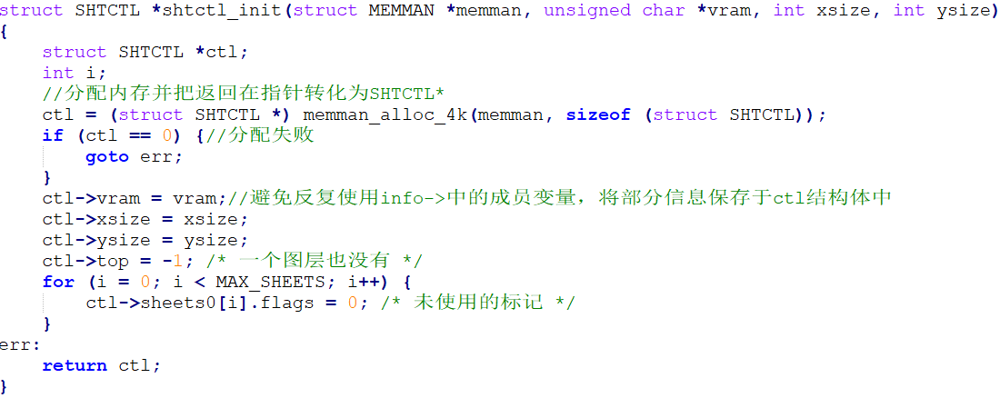 struct SHTCTL *shtctl_init(struct MEMMAN *memman, unsigned char *vram, int xsize, int ysize)
{
    struct SHTCTL *ctl;
    int i;
    //分配内存并把返回在指针转化为SHTCTL*
    ctl = (struct SHTCTL *) memman_alloc_4k(memman, sizeof (struct SHTCTL));
    if (ctl == 0) {//分配失败
        goto err;
    }
    ctl->vram = vram;//避免反复使用info->中的成员变量，将部分信息保存于ctl结构体中
    ctl->xsize = xsize;
    ctl->ysize = ysize;
    ctl->top = -1; /* 一个图层也没有 */
    for (i = 0; i < MAX_SHEETS; i++) {
        ctl->sheets0[i].flags = 0; /* 未使用的标记 */
    }
err:
    return ctl;
}